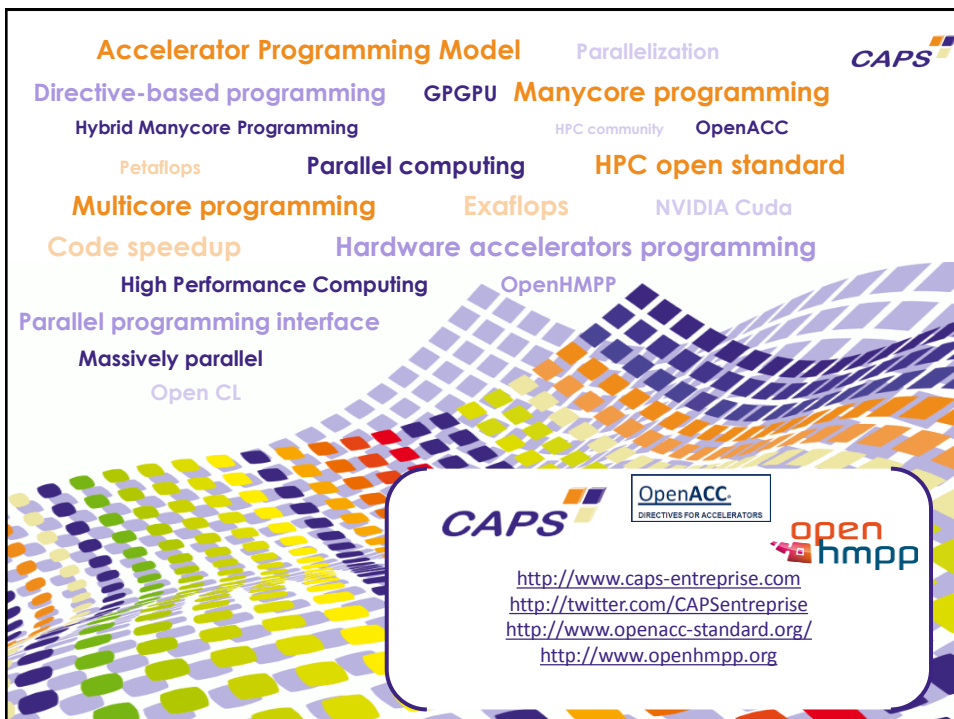 Accelerator Programming Model Parallelization
CAPS
Directive-based programming GPGPU Manycore programming
Hybrid Manycore Programming HPC community OpenACC
Petaflops Parallel computing HPC open standard
Multicore programming Exaflops NVIDIA Cuda
Code speedup Hardware accelerators programming
High Performance Computing OpenHMPP
Parallel programming interface
Massively parallel
Open CL
CAPS
OpenACC.
DIRECTIVES FOR ACCELERATORS
open
hmpp
http://www.caps-entreprise.com
http://twitter.com/CAPSentreprise
http://www.openacc-standard.org/
http://www.openhmpp.org